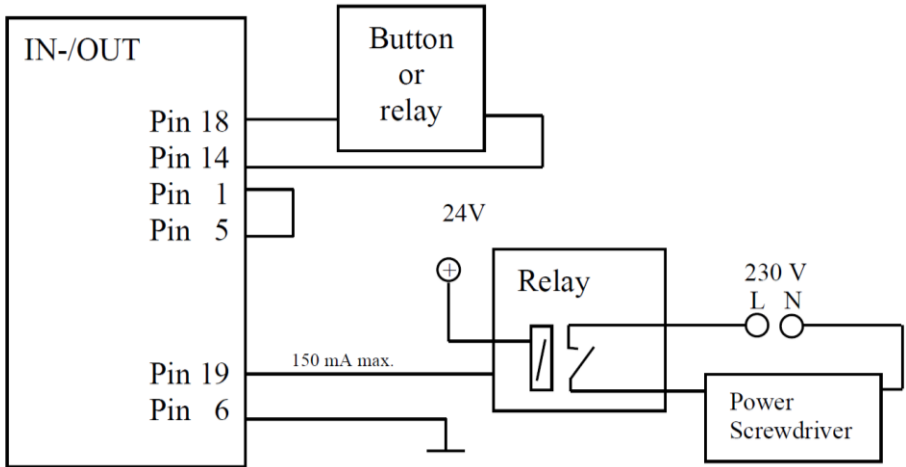 IN-/OUT
Button
or
relay
Pin 18
Pin 14
Pin 1
Pin 5
24V
Relay
230 V
L N
150 mA max.
Pin 19
Pin 6
Power
Screwdriver